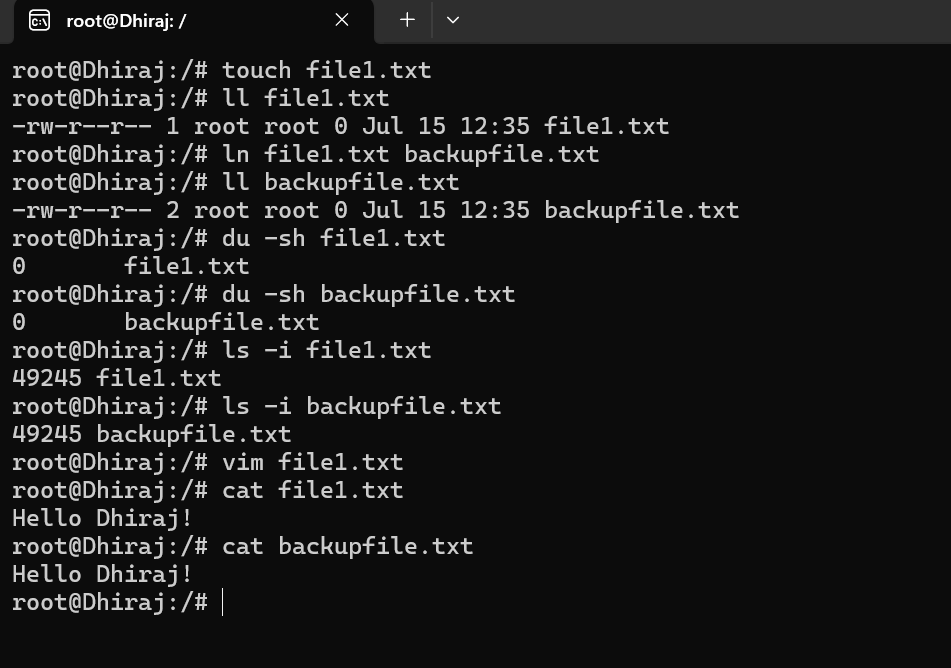 root@Dhiraj: /
root@Dhiraj:/# touch file1.txt
root@Dhiraj:/# ll file1.txt
-rw-r--r-- 1 root root 0 Jul 15 12:35 file1.txt
root@Dhiraj:/# ln file1.txt backupfile.txt
root@Dhiraj:/# ll backupfile.txt
-rw-r--r-- 2 root root 0 Jul 15 12:35 backupfile.txt
root@Dhiraj:/# du -sh file1.txt
0       file1.txt
root@Dhiraj:/# du -sh backupfile.txt
0       backupfile.txt
root@Dhiraj:/# ls -i file1.txt
49245 file1.txt
root@Dhiraj:/# ls -i backupfile.txt
49245 backupfile.txt
root@Dhiraj:/# vim file1.txt
root@Dhiraj:/# cat file1.txt
Hello Dhiraj!
root@Dhiraj:/# cat backupfile.txt
Hello Dhiraj!
root@Dhiraj:/#